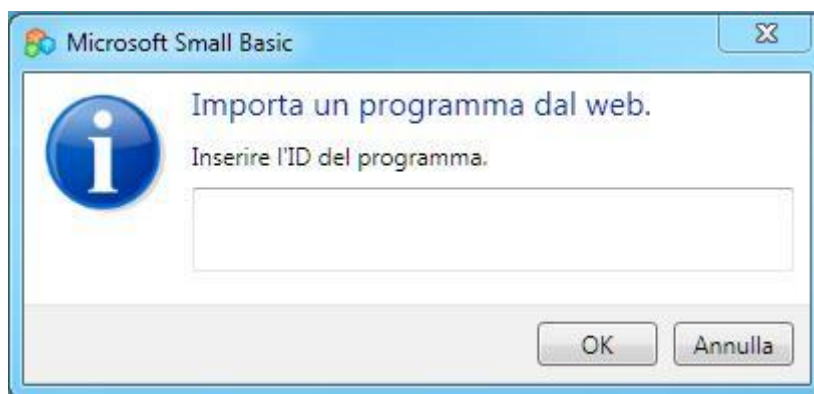 Microsoft Small Basic
Importa un programma dal web.
Inserire l'ID del programma.
OK
Annulla